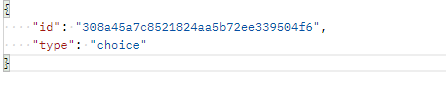 {
    "id": "308a45a7c8521824aa5b72ee339504f6",
    "type": "choice"
}